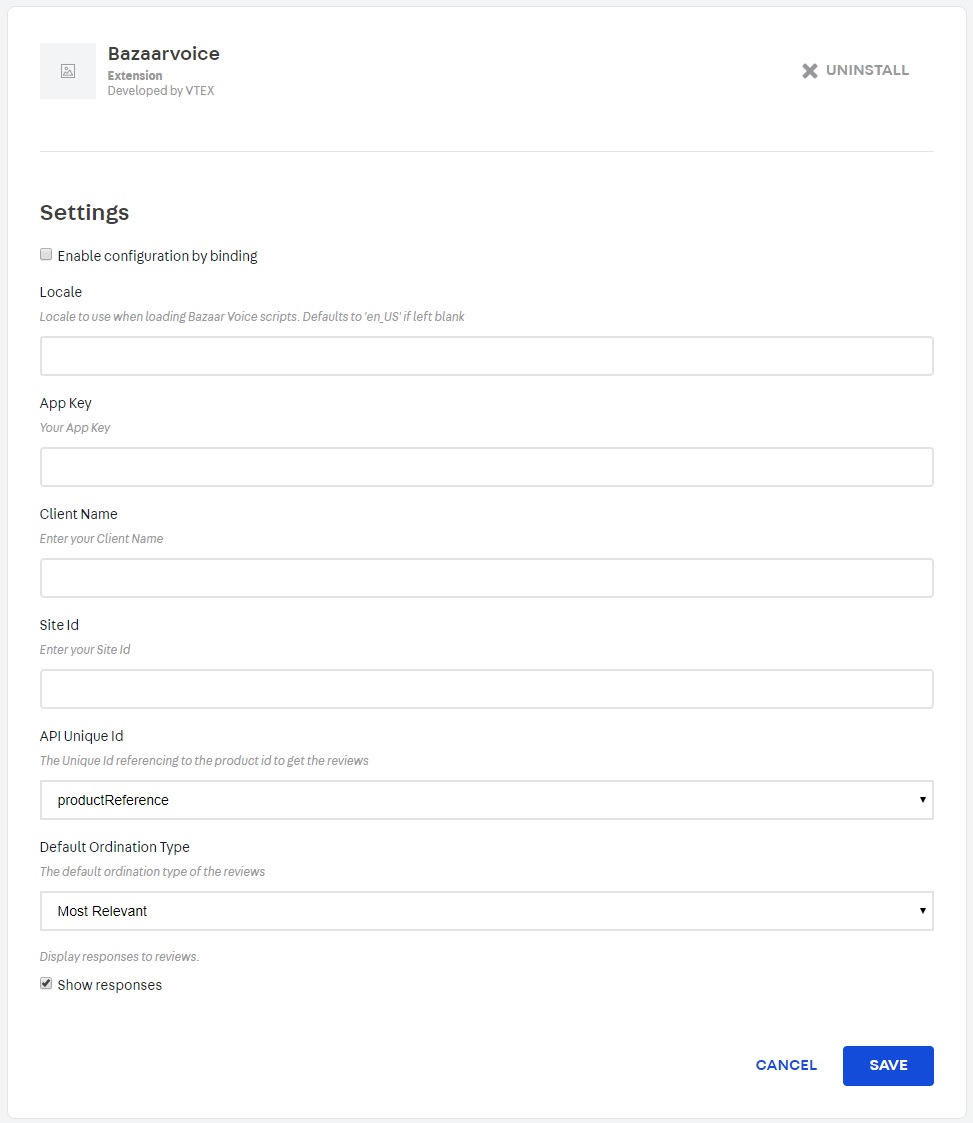 Bazaarvoice
Extension
Developed by VTEX
UNINSTALL
Settings
Enable configuration by binding
Locale
Locale to use when loading Bazaar Voice scripts. Defaults to 'en_US' if left blank
App Key
Your App Key
Client Name
Enter your Client Name
Site Id
Enter your Site Id
API Unique Id
The Unique Id referencing to the product id to get the reviews
productReference
Default Ordination Type
The default ordination type of the reviews
Most Relevant
Display responses to reviews.
Show responses
CANCEL
SAVE